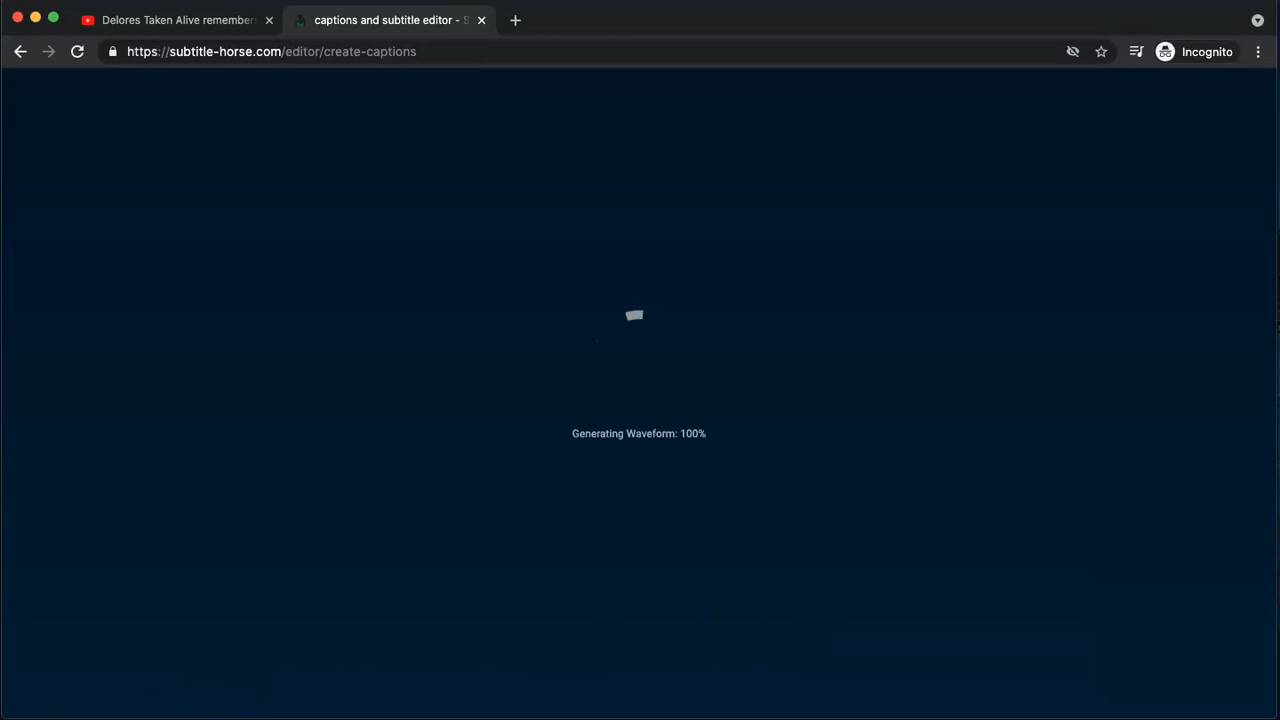 Delores Taken Alive remember
captions and subtitle editor - S
https://subtitle-horse.com/editor/create-captions
Incognito
Generating Waveform: 100%